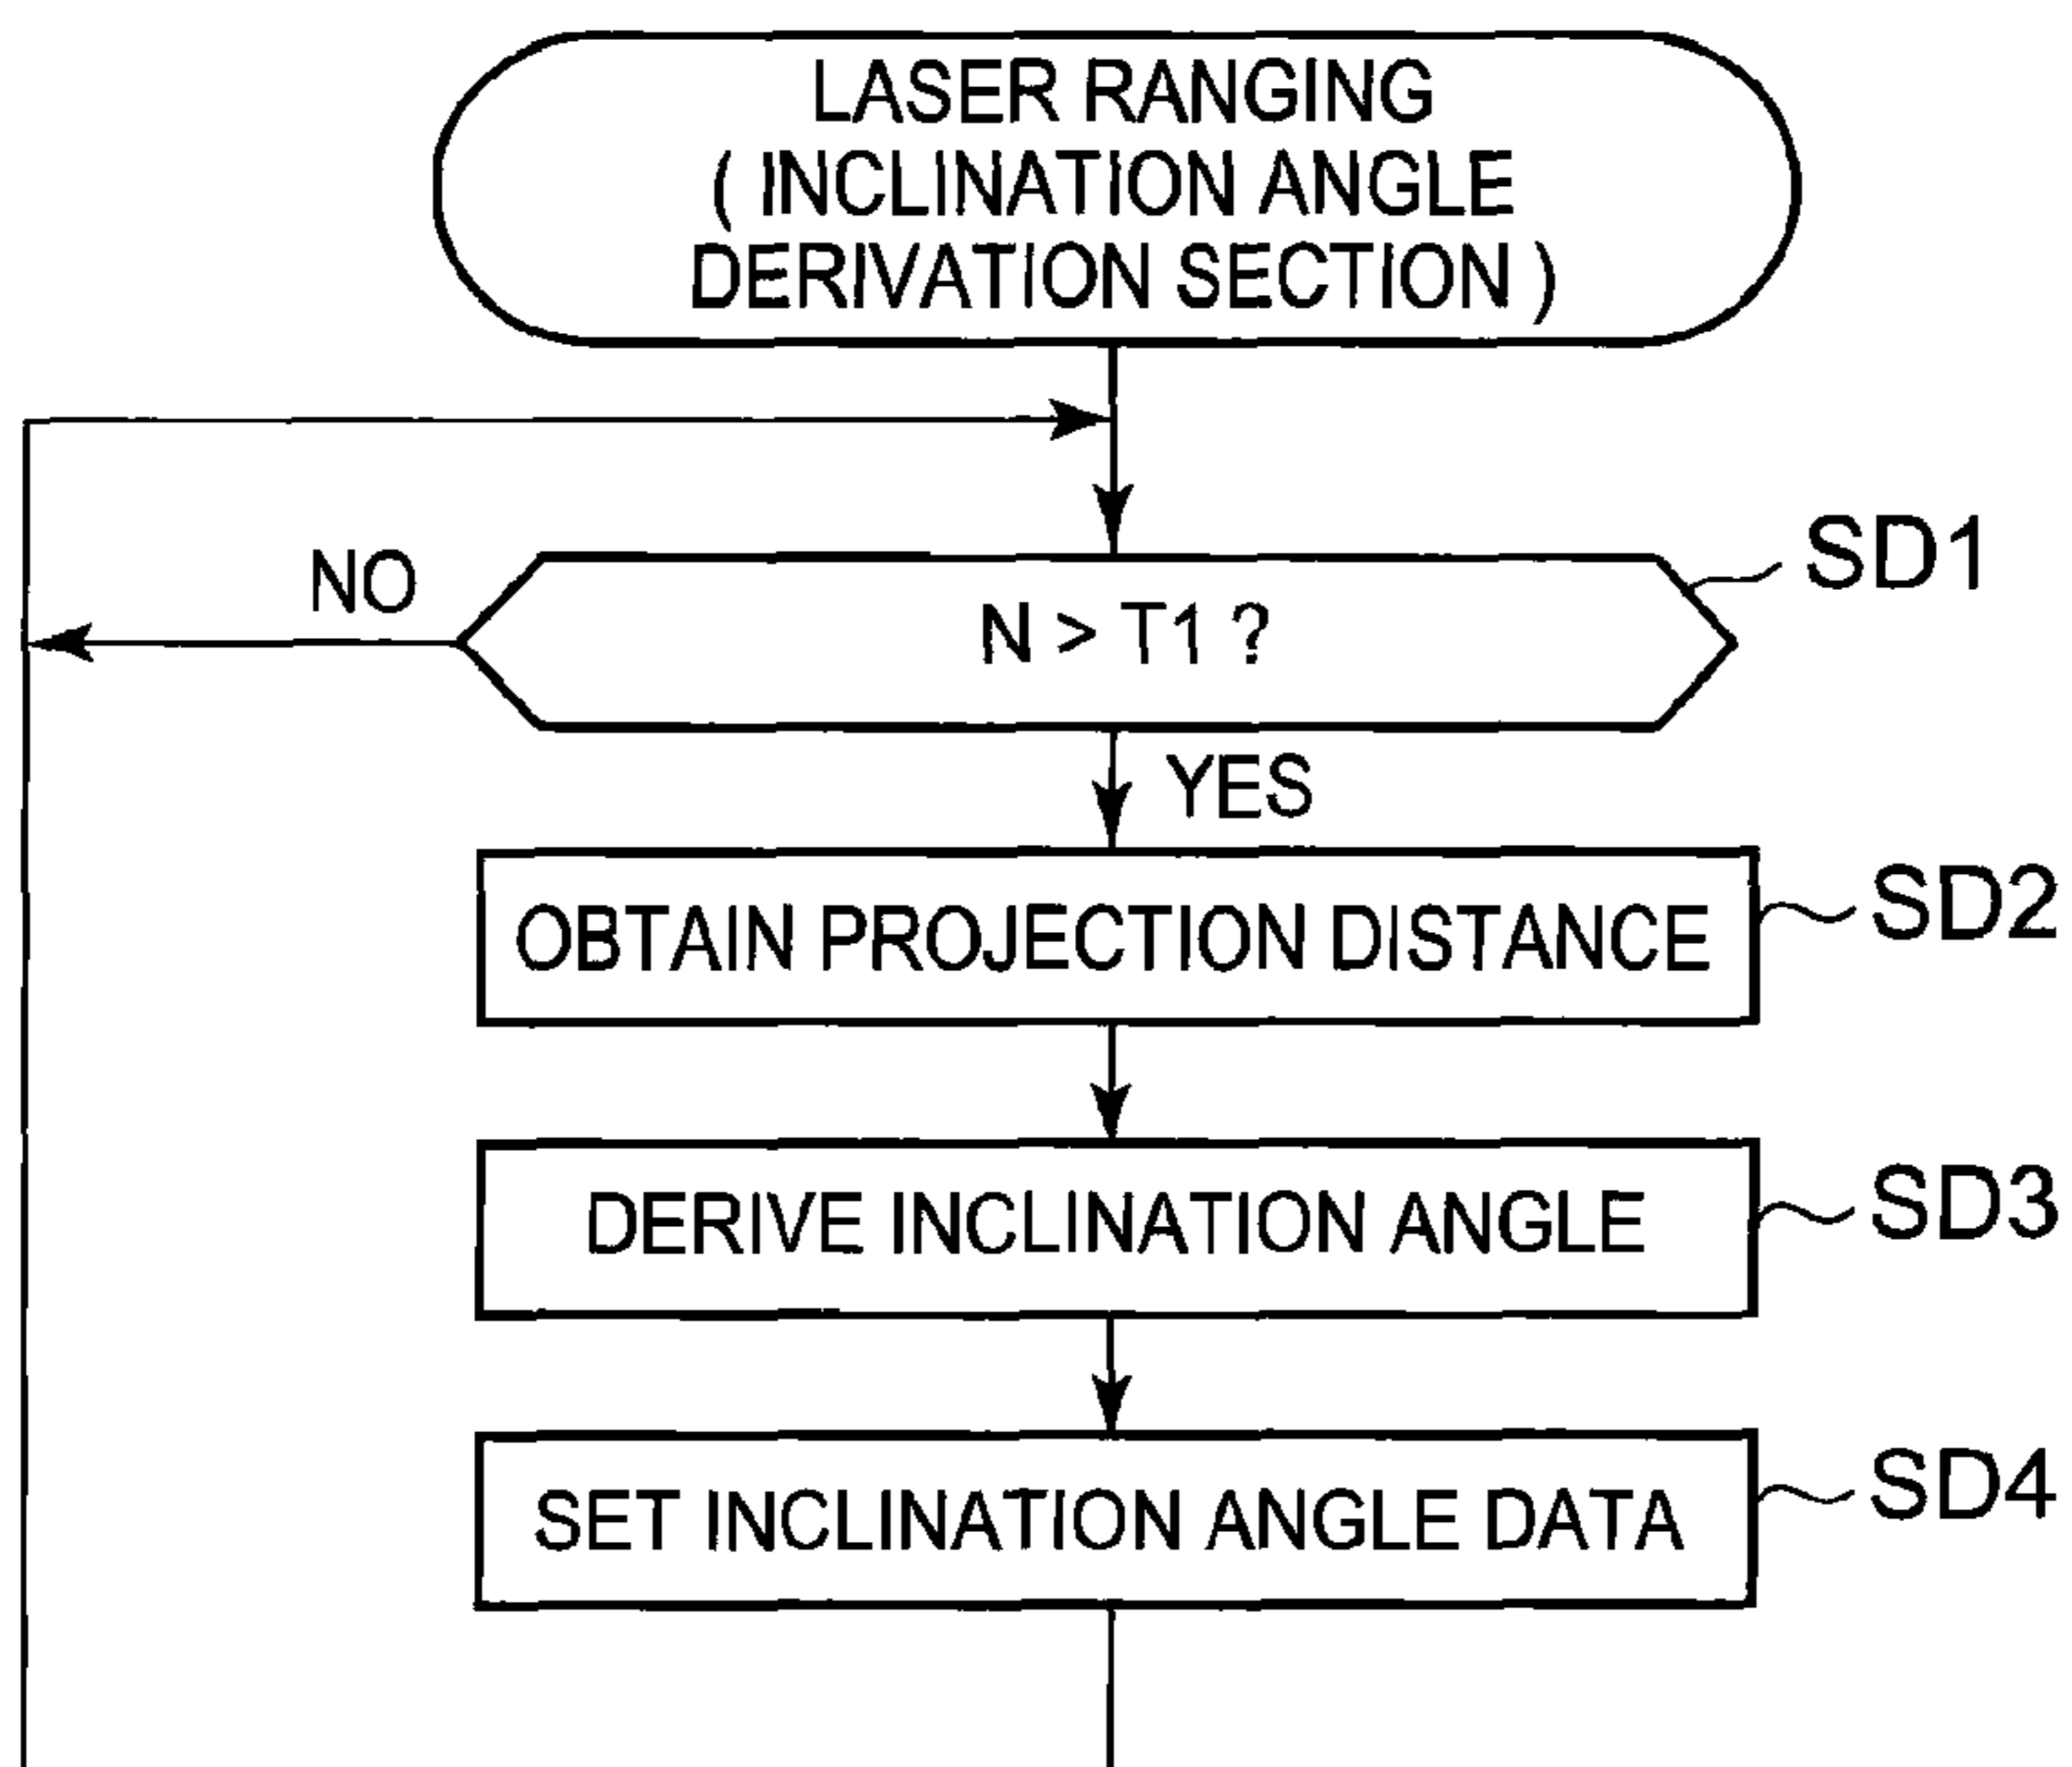 LASER RANGING
( INCLINATION ANGLE
DERIVATION SECTION )
SD1
NO
N > T1 ?
YES
OBTAIN PROJECTION DISTANCE
SD2
DERIVE INCLINATION ANGLE
SD3
SET INCLINATION ANGLE DATA
SD4